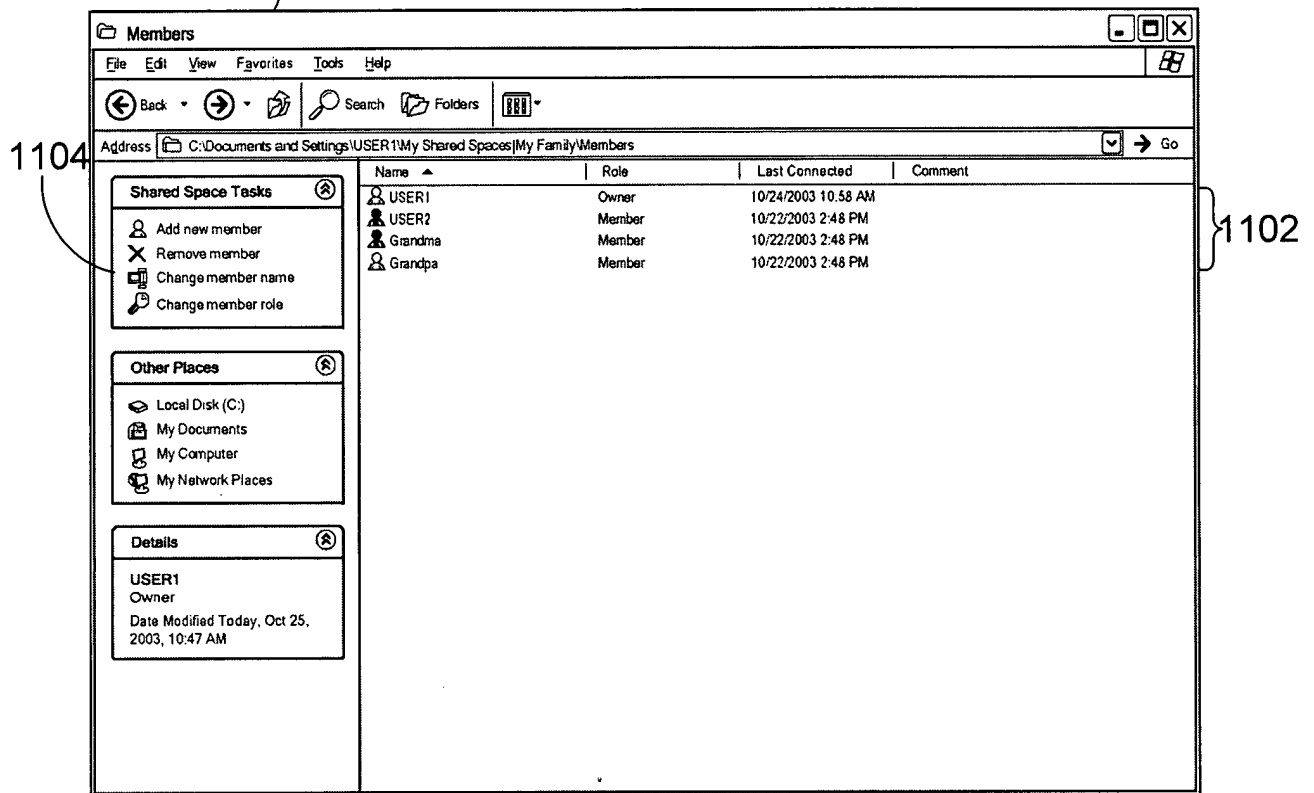 Members
File Edit View Favorites Tools Help
Back Search Folders
Address C:\Documents and Settings\USER1\My Shared Spaces|My Family\Members Go
1104
Shared Space Tasks
Add new member
Remove member
Change member name
Change member role
Other Places
Local Disk (C:)
My Documents
My Computer
My Network Places
Details
USER1
Owner
Date Modified Today, Oct 25,
2003, 10:47 AM
Name Role Last Connected Comment
USER1 Owner 10/24/2003 10:58 AM
USER2 Member 10/22/2003 2:48 PM
Grandma Member 10/22/2003 2:48 PM
Grandpa Member 10/22/2003 2:48 PM
1102